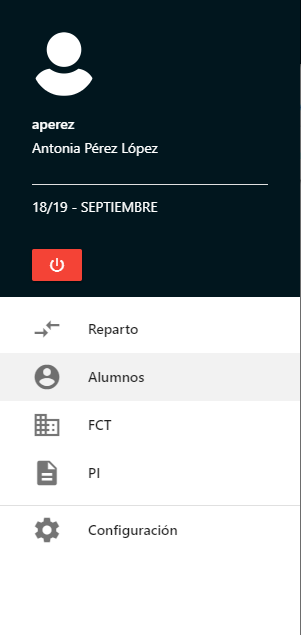 aperez
Antonia Pérez López
18/19 - SEPTIEMBRE
Reparto
Alumnos
FCT
PI
Configuración